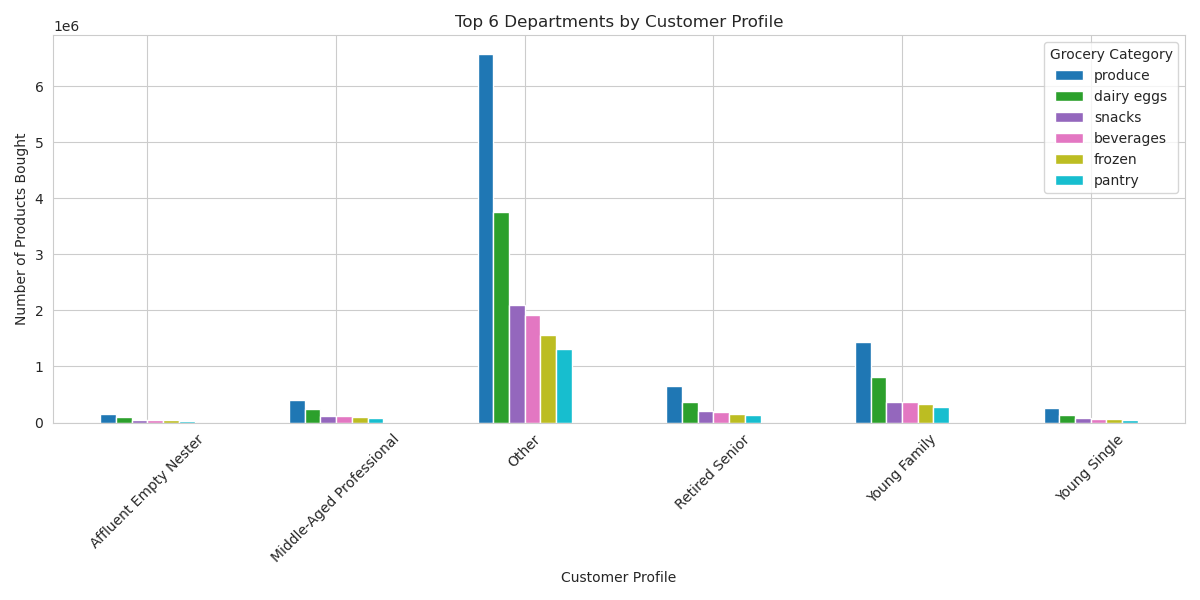 Top 6 Departments by Customer Profile
1e6
Number of Products Bought
6
5
4
3
2
1
0
Grocery Category
produce
dairy eggs
snacks
beverages
frozen
pantry
Affluent Empty Nester
Middle-Aged Professional
Other
Retired Senior
Young Family
Young Single
Customer Profile